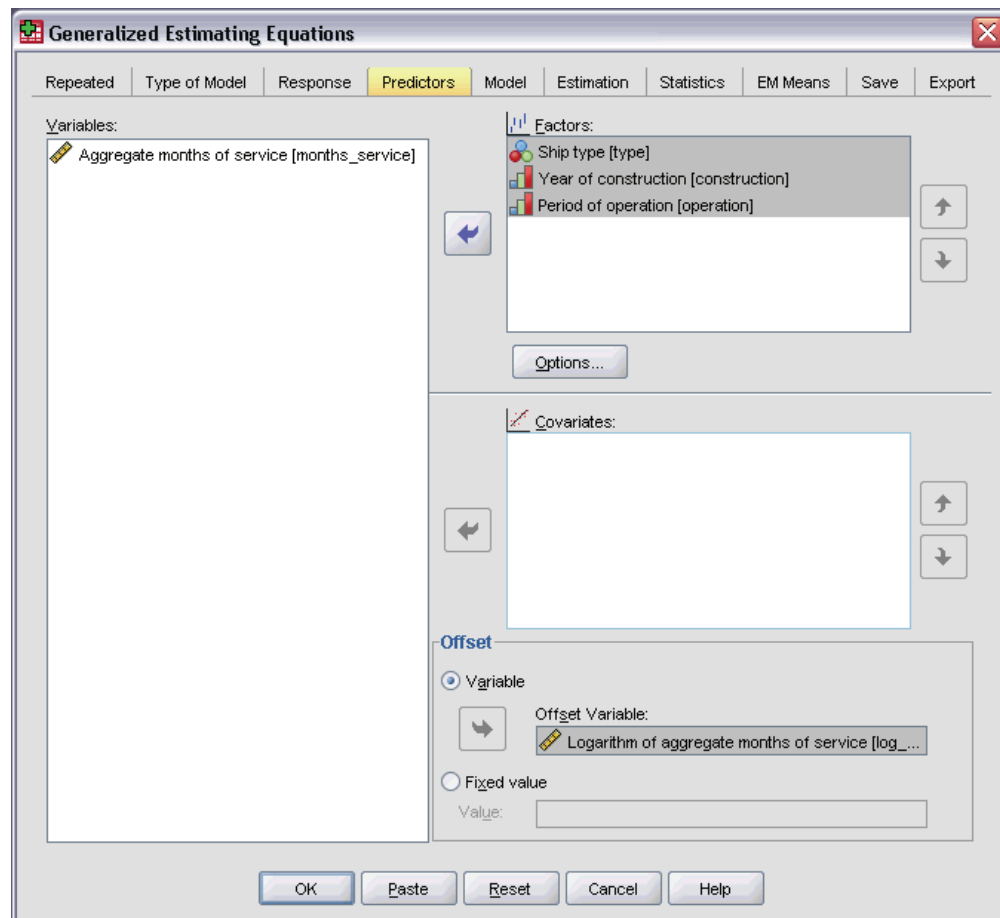 Generalized Estimating Equations
Repeated
Type of Model
Response
Predictors
Model
Estimation
Statistics
EM Means
Save
Export
Variables:
Aggregate months of service [months_service]
Factors:
Ship type [type]
Year of construction [construction]
Period of operation [operation]
Options...
Covariates:
Offset
Variable
Offset Variable:
Logarithm of aggregate months of service [log_...
Fixed value
Value:
OK
Paste
Reset
Cancel
Help